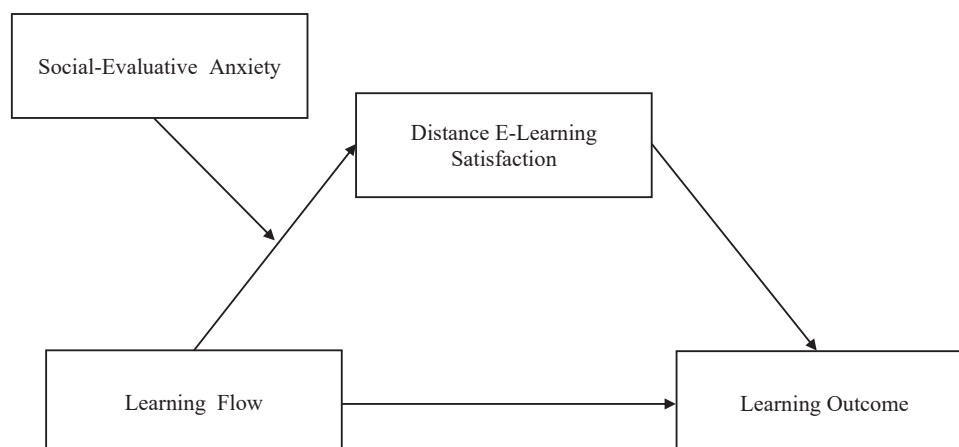 Social-Evaluative Anxiety
Distance E-Learning
Satisfaction
Learning Flow
Learning Outcome